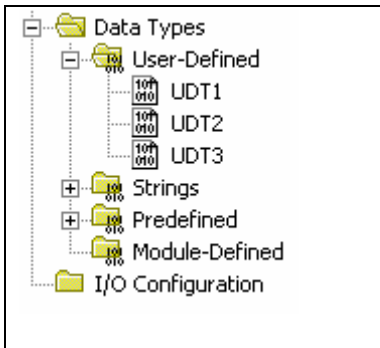 Data Types
User-Defined
UDT1
UDT2
UDT3
Strings
Predefined
Module-Defined
I/O Configuration